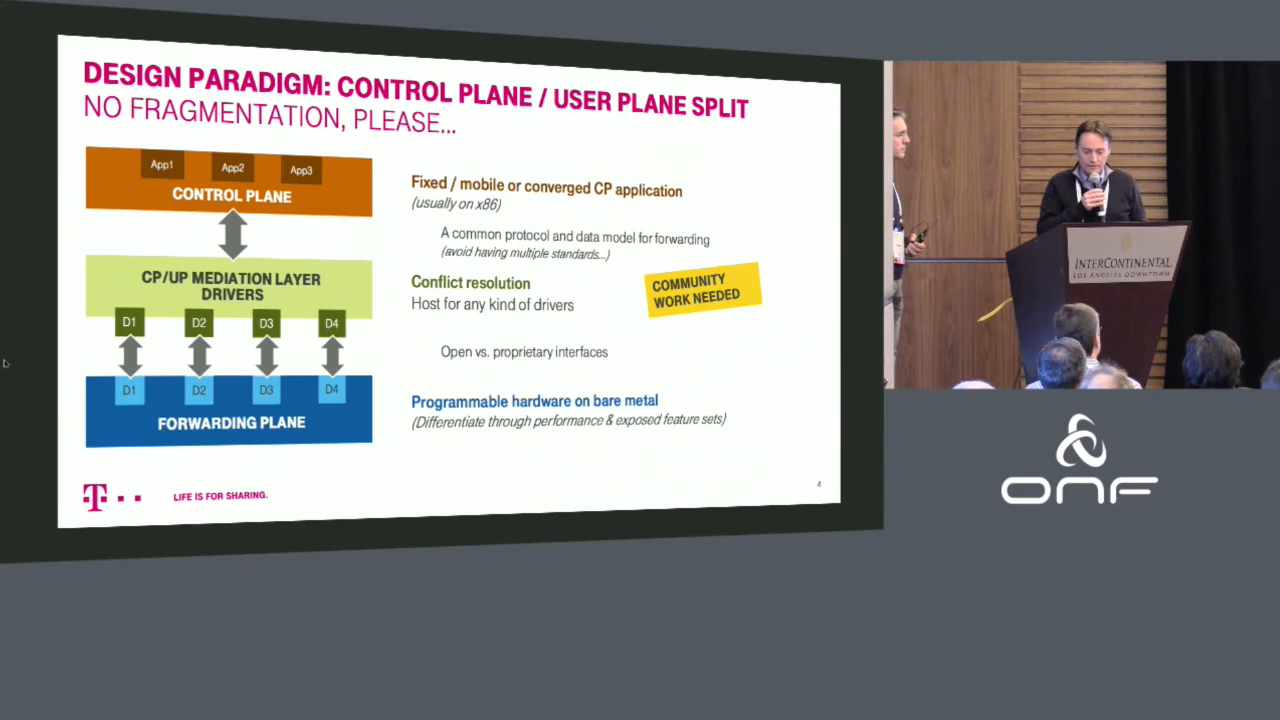 DESIGN PARADIGM: CONTROL PLANE / USER PLANE SPLIT
NO FRAGMENTATION, PLEASE...
App1 App2 App3
CONTROL PLANE
Fixed / mobile or converged CP application
(usually on x86)
A common protocol and data model for forwarding
(avoid having multiple standards...)
CP/UP MEDIATION LAYER
DRIVERS
D1 D2 D3 D4
Conflict resolution
Host for any kind of drivers
COMMUNITY
WORK NEEDED
Open vs. proprietary interfaces
D1 D2 D3 D4
FORWARDING PLANE
Programmable hardware on bare metal
(Differentiate through performance & exposed feature sets)
T
LIFE IS FOR SHARING.
4
INTERCONTINENTAL
LOS ANGELES DOWNTOWN
ONF